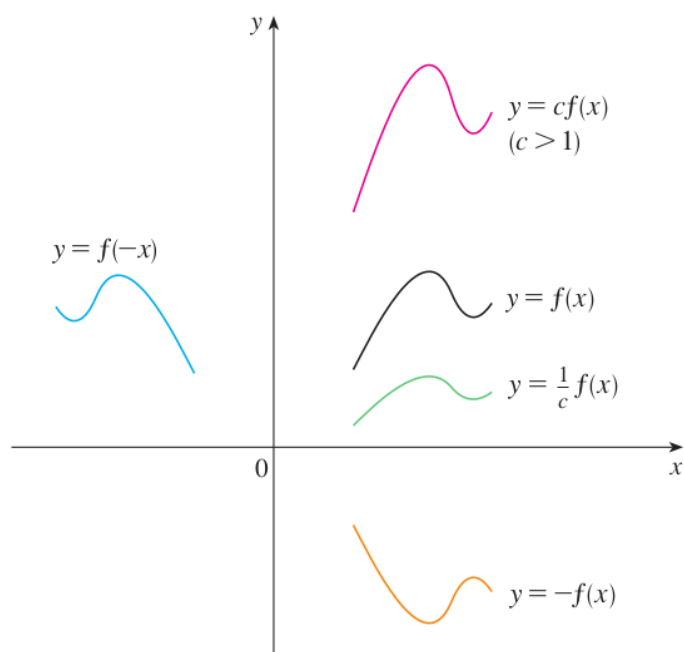 y
y = cf(x)
(c > 1)
y = f(−x)
y = f(x)
y = 1/c f(x)
0
x
y = −f(x)